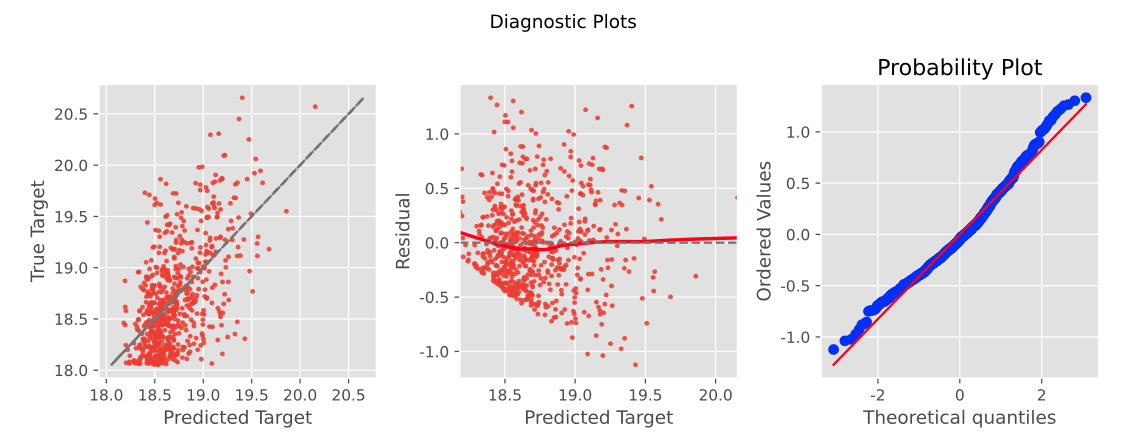 Diagnostic Plots
True Target
20.5
20.0
19.5
19.0
18.5
18.0
18.0 18.5 19.0 19.5 20.0 20.5
Predicted Target
Residual
1.0
0.5
0.0
-0.5
-1.0
18.5 19.0 19.5 20.0
Predicted Target
Probability Plot
Ordered Values
1.0
0.5
0.0
-0.5
-1.0
-2 0 2
Theoretical quantiles